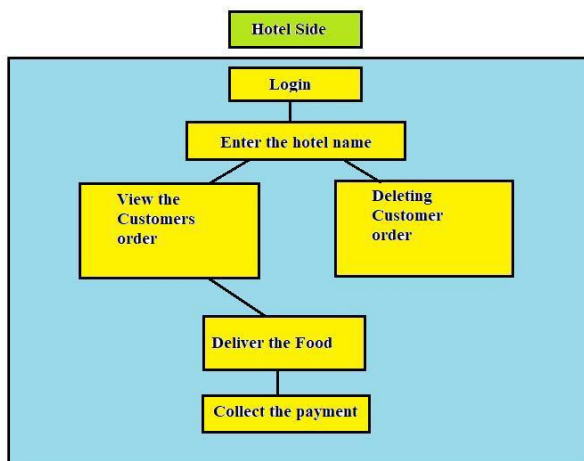 Hotel Side
Login
Enter the hotel name
View the
Customers
order
Deleting
Customer
order
Deliver the Food
Collect the payment